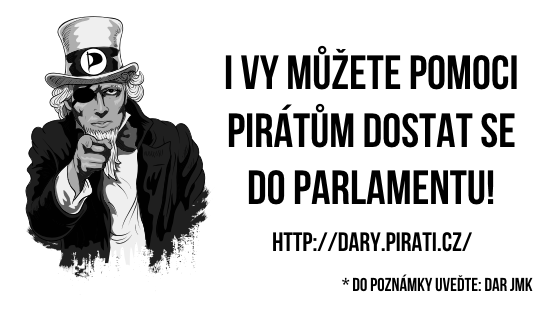 I VY MŮŽETE POMOCI
PIRÁTŮM DOSTAT SE
DO PARLAMENTU!
HTTP://DARY.PIRATI.CZ/
* DO POZNÁMKY UVEĎTE: DAR JMK